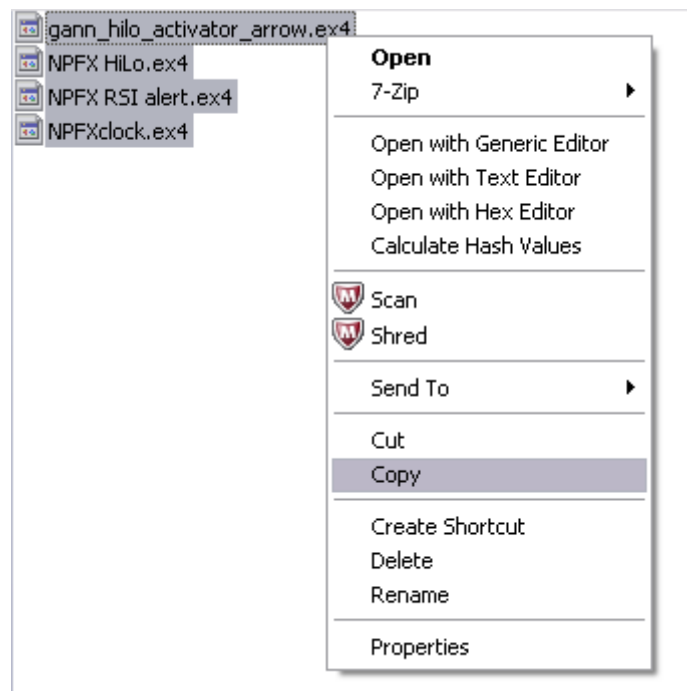 gann_hilo_activator_arrow.ex4
NPFX HiLo.ex4
NPFX RSI alert.ex4
NPFXclock.ex4
Open
7-Zip
Open with Generic Editor
Open with Text Editor
Open with Hex Editor
Calculate Hash Values
Scan
Shred
Send To
Cut
Copy
Create Shortcut
Delete
Rename
Properties